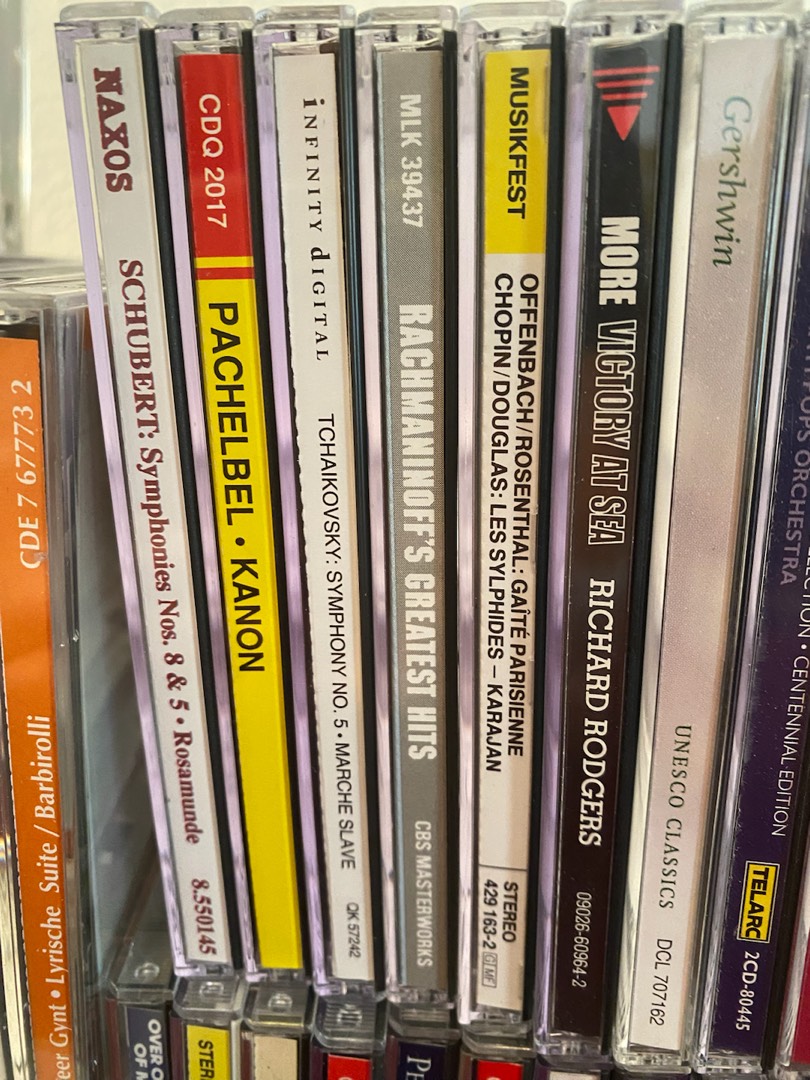 CDE 7 67773 2
Gynt • Lyrische Suite / Barbirolli
NAXOS
SCHUBERT: Symphonies Nos. 8 & 5 • Rosamunde
8.550145
CDQ 2017
PACHELBEL • KANON
iNFINITY dIGITAL
TCHAIKOVSKY: SYMPHONY NO. 5 • MARCHE SLAVE
QK 57242
MLK 39437
RACHMANINOFF'S GREATEST HITS
CBS MASTERWORKS
MUSIKFEST
OFFENBACH/ROSENTHAL: GAÎTÉ PARISIENNE
CHOPIN/DOUGLAS: LES SYLPHIDES – KARAJAN
STEREO
429 163-2 GMF
MORE VICTORY AT SEA
RICHARD RODGERS
09026-60964-2
Gershwin
UNESCO CLASSICS
DCL 707162
ORCHESTRA
• CENTENNIAL EDITION
TELARC
2CD-80445